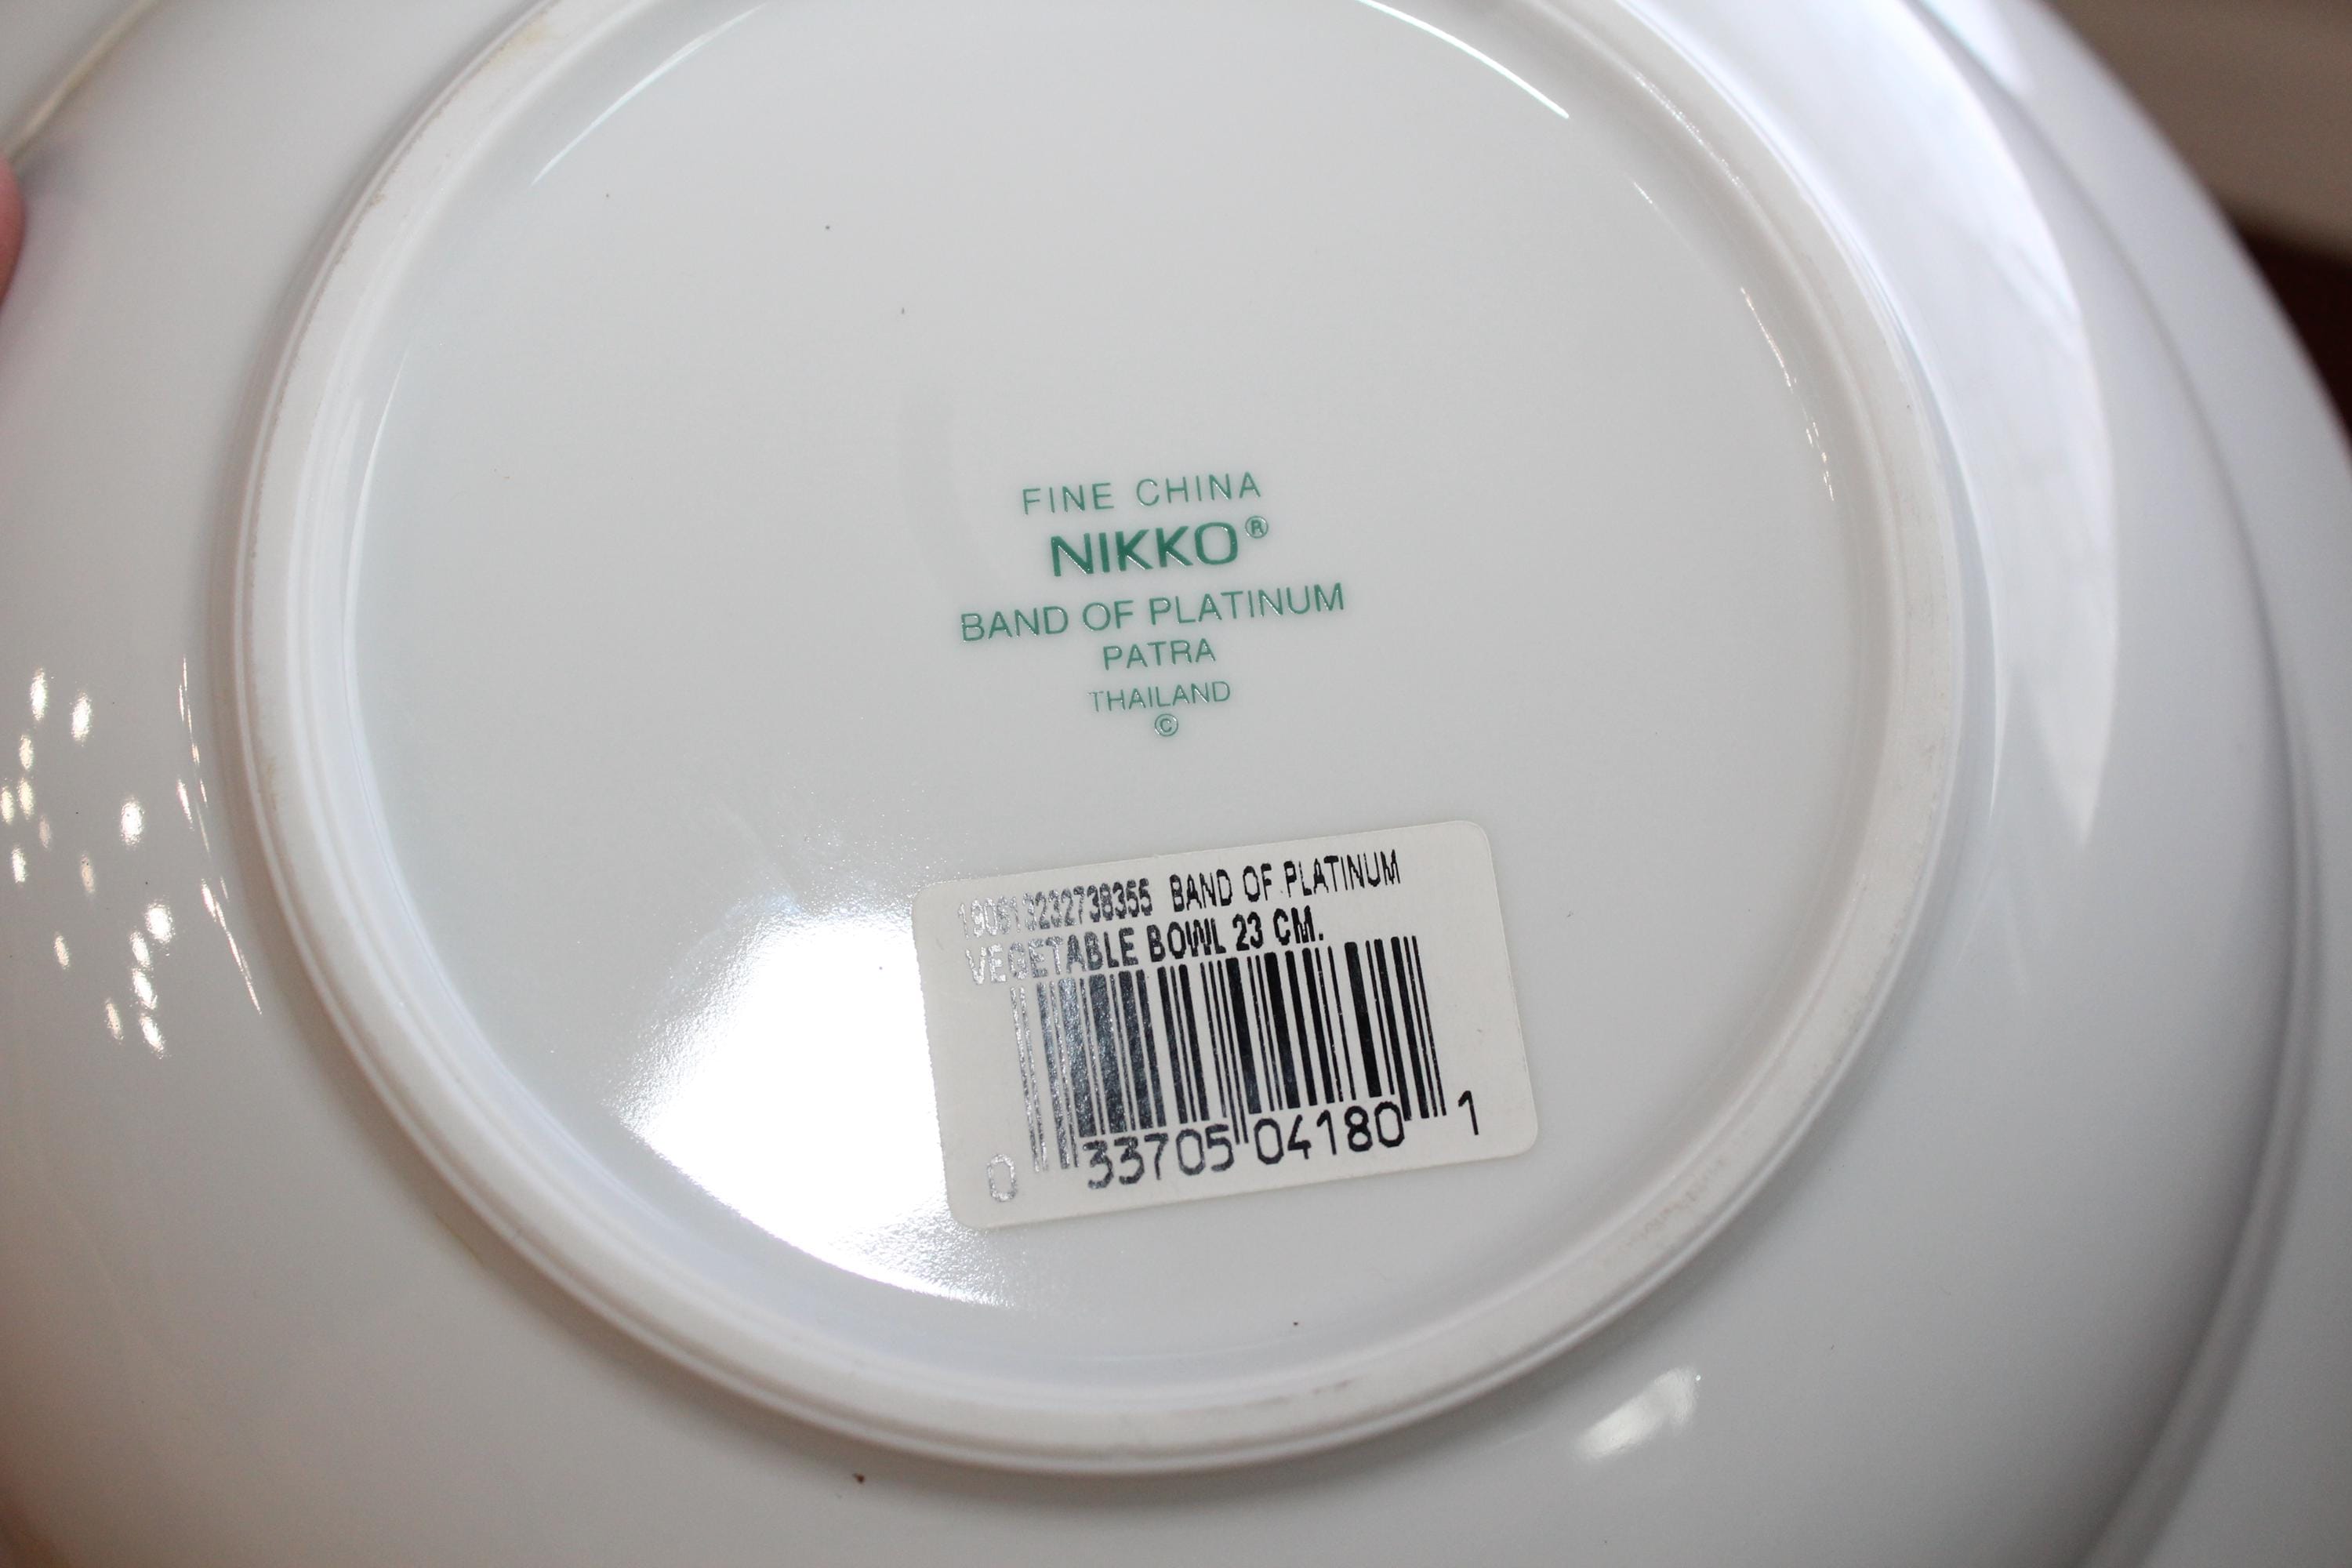 FINE CHINA
NIKKO®
BAND OF PLATINUM
PATRA
THAILAND
©
BAND OF PLATINUM
VEGETABLE BOWL 23 CM.
0 33705 04180 1